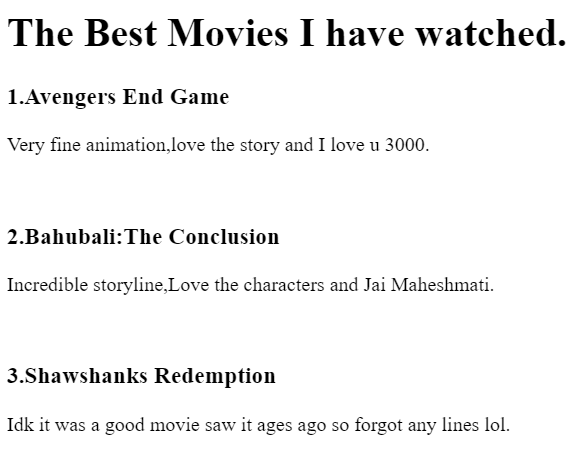 The Best Movies I have watched.
1.Avengers End Game
Very fine animation,love the story and I love u 3000.
2.Bahubali:The Conclusion
Incredible storyline,Love the characters and Jai Maheshmati.
3.Shawshanks Redemption
Idk it was a good movie saw it ages ago so forgot any lines lol.